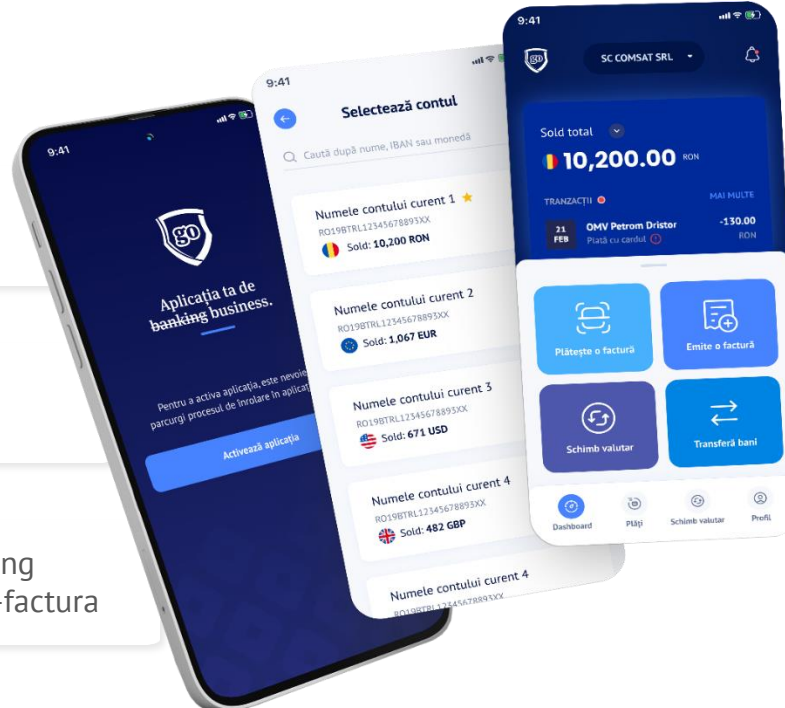 9:41
go
Aplicația ta de
banking business.
Pentru a activa aplicația, este nevoie
parcurgi procesul de înrolare în aplicaț
Activează aplicația
9:41
Selectează contul
Caută după nume, IBAN sau monedă
Numele contului curent 1
RO19BTRL12345678893XX
Sold: 10,200 RON
Numele contului curent 2
RO19BTRL12345678893XX
Sold: 1,067 EUR
Numele contului curent 3
RO19BTRL12345678893XX
Sold: 671 USD
Numele contului curent 4
RO19BTRL12345678893XX
Sold: 482 GBP
Numele contului curent 4
RO19BTRL12345678893XX
9:41
go
SC COMSAT SRL
Sold total
10,200.00 RON
TRANZACȚII
MAI MULTE
21 FEB
OMV Petrom Dristor
-130.00
Plată cu cardul
RON
Plătește o factură
Emite o factură
Schimb valutar
Transferă bani
Dashboard
Plăți
Schimb valutar
Profil
ng
-factura